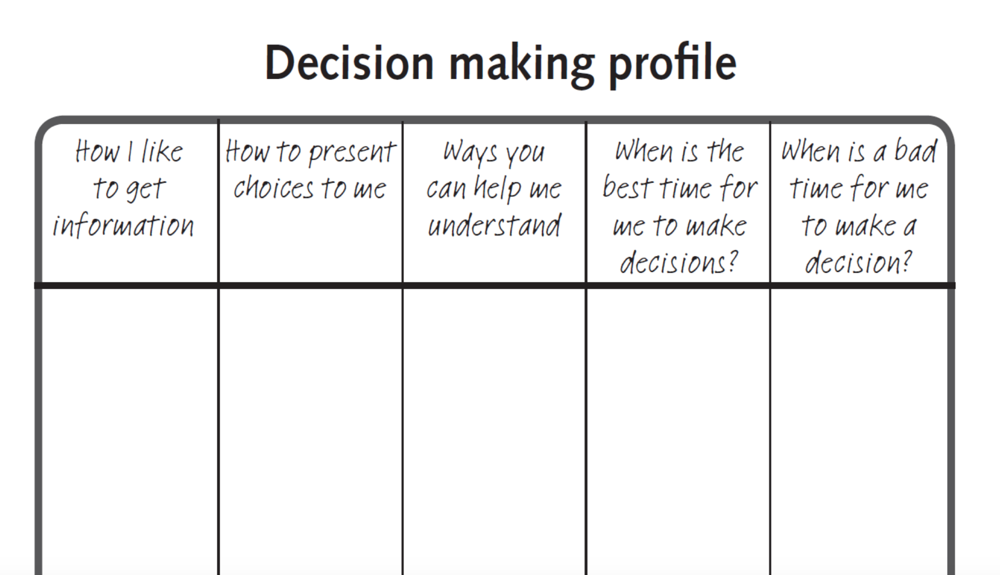 Decision making profile
How I like
to get
information
How to present
choices to me
Ways you
can help me
understand
When is the
best time for
me to make
decisions?
When is a bad
time for me
to make a
decision?